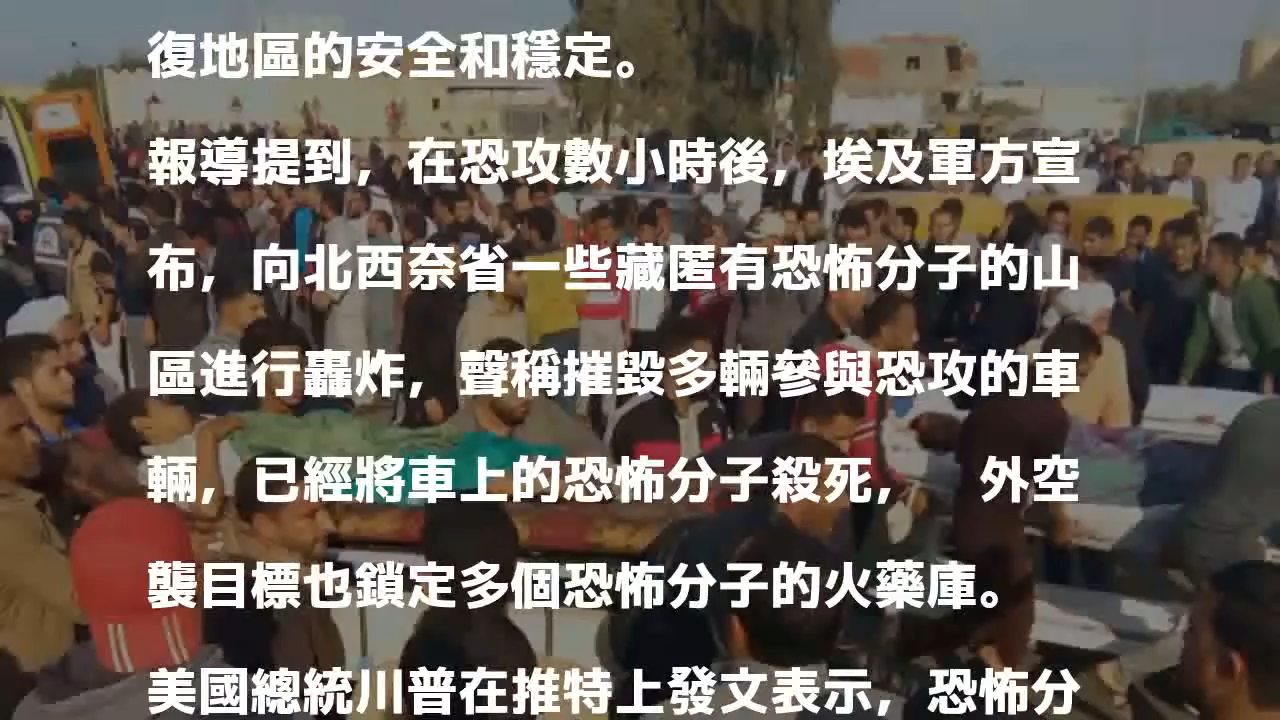 復地區的安全和穩定。
報導提到，在恐攻數小時後，埃及軍方宣
布，向北西奈省一些藏匿有恐怖分子的山
區進行轟炸，聲稱摧毀多輛參與恐攻的車
輛，已經將車上的恐怖分子殺死，　外空
襲目標也鎖定多個恐怖分子的火藥庫。
美國總統川普在推特上發文表示，恐怖分